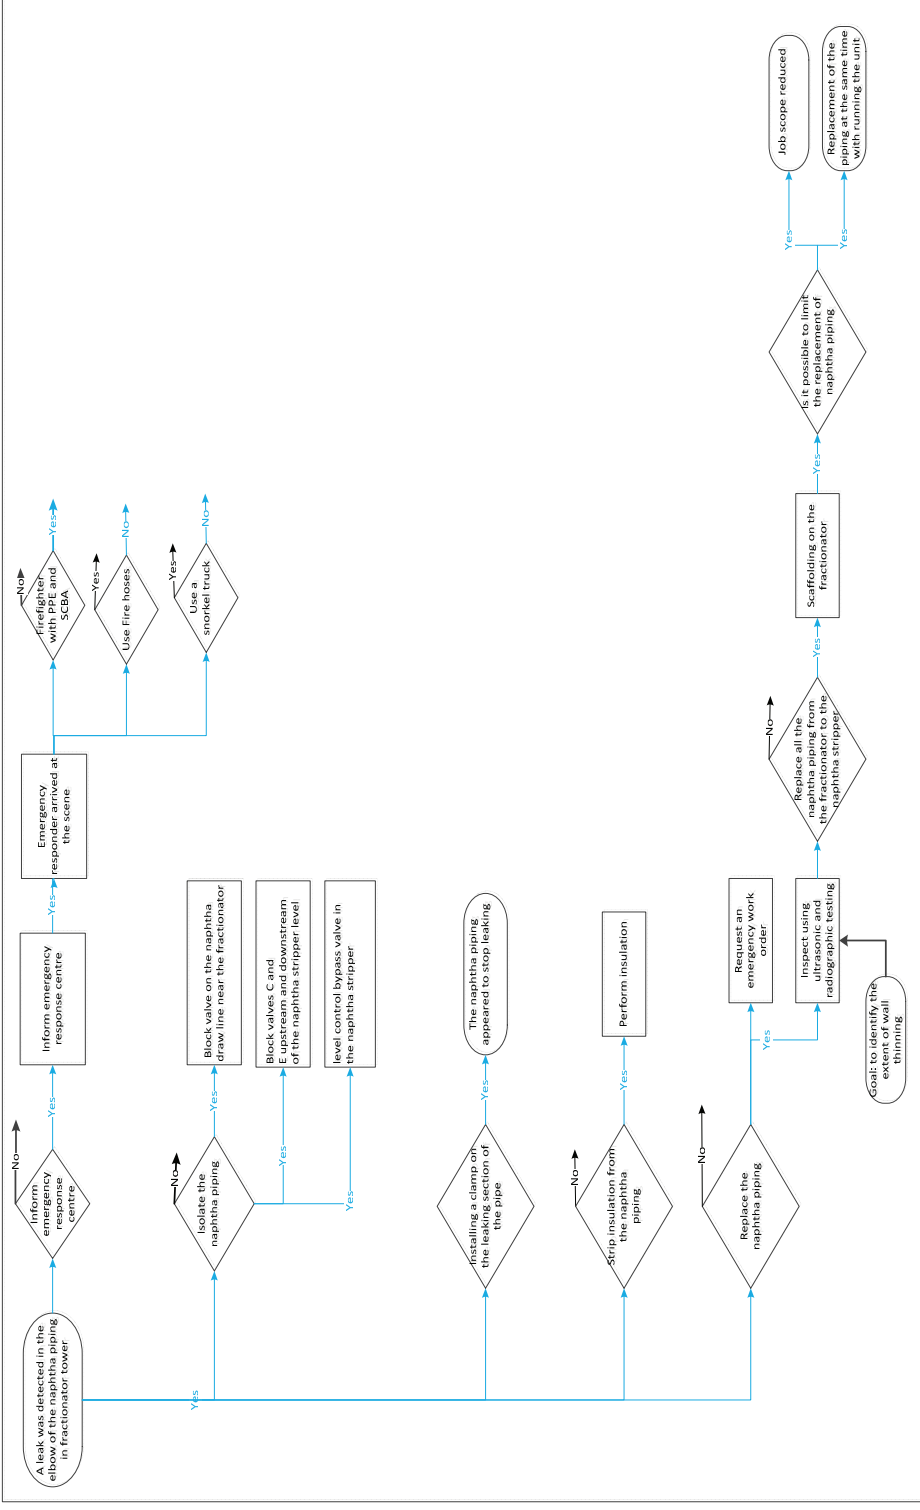 A leak was detected in the
elbow of the naphtha piping
in fractionator tower
Inform
emergency
response
centre
No
Yes
Inform emergency
response centre
Yes
Emergency
responder arrived at
the scene
Firefighter
with PPE and
SCBA
No
Yes
Use Fire hoses
Yes
No
Use a
snorkel truck
Yes
No
Yes
Isolate the
naphtha piping
No
Yes
Block valve on the naphtha
draw line near the fractionator
Yes
Block valves C and
E upstream and downstream
of the naphtha stripper level
Yes
level control bypass valve in
the naphtha stripper
Installing a clamp on
the leaking section of
the pipe
Yes
The naphtha piping
appeared to stop leaking
Strip insulation from
the naphtha
piping
No
Yes
Perform insulation
Replace the
naphtha piping
No
Yes
Request an
emergency work
order
Inspect using
ultrasonic and
radiographic testing
Goal: to identify the
extent of wall
thinning
Replace all the
naphtha piping from
the fractionator to the
naphtha stripper
No
Yes
Scaffolding on the
fractionator
Yes
Is it possible to limit
the replacement of
naphtha piping
Yes
Job scope reduced
Yes
Replacement of the
piping at the same time
with running the unit